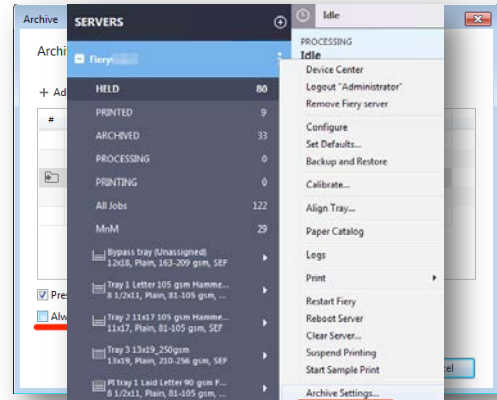 Archive
Archi
+ Ad
#
Pres
Alw
el
SERVERS
Fiery
HELD 80
PRINTED 9
ARCHIVED 33
PROCESSING 0
PRINTING 0
All Jobs 122
MnM 29
Bypass tray (Unassigned)
12x18, Plain, 163-209 gsm, SEF
Tray 1 Letter 105 gsm Hamme...
8 1/2x11, Plain, 81-105 gsm, ...
Tray 2 11x17 105 gsm Hamme...
11x17, Plain, 81-105 gsm, SEF
Tray 3 13x19_250gsm
13x19, Plain, 210-256 gsm, SEF
PI tray 1 Laid Letter 90 gsm F...
8 1/2x11, Plain, 81-105 gsm, ...
Idle
PROCESSING
Idle
Device Center
Logout "Administrator"
Remove Fiery server
Configure
Set Defaults...
Backup and Restore
Calibrate...
Align Tray...
Paper Catalog
Logs
Print
Restart Fiery
Reboot Server
Clear Server...
Suspend Printing
Start Sample Print
Archive Settings...